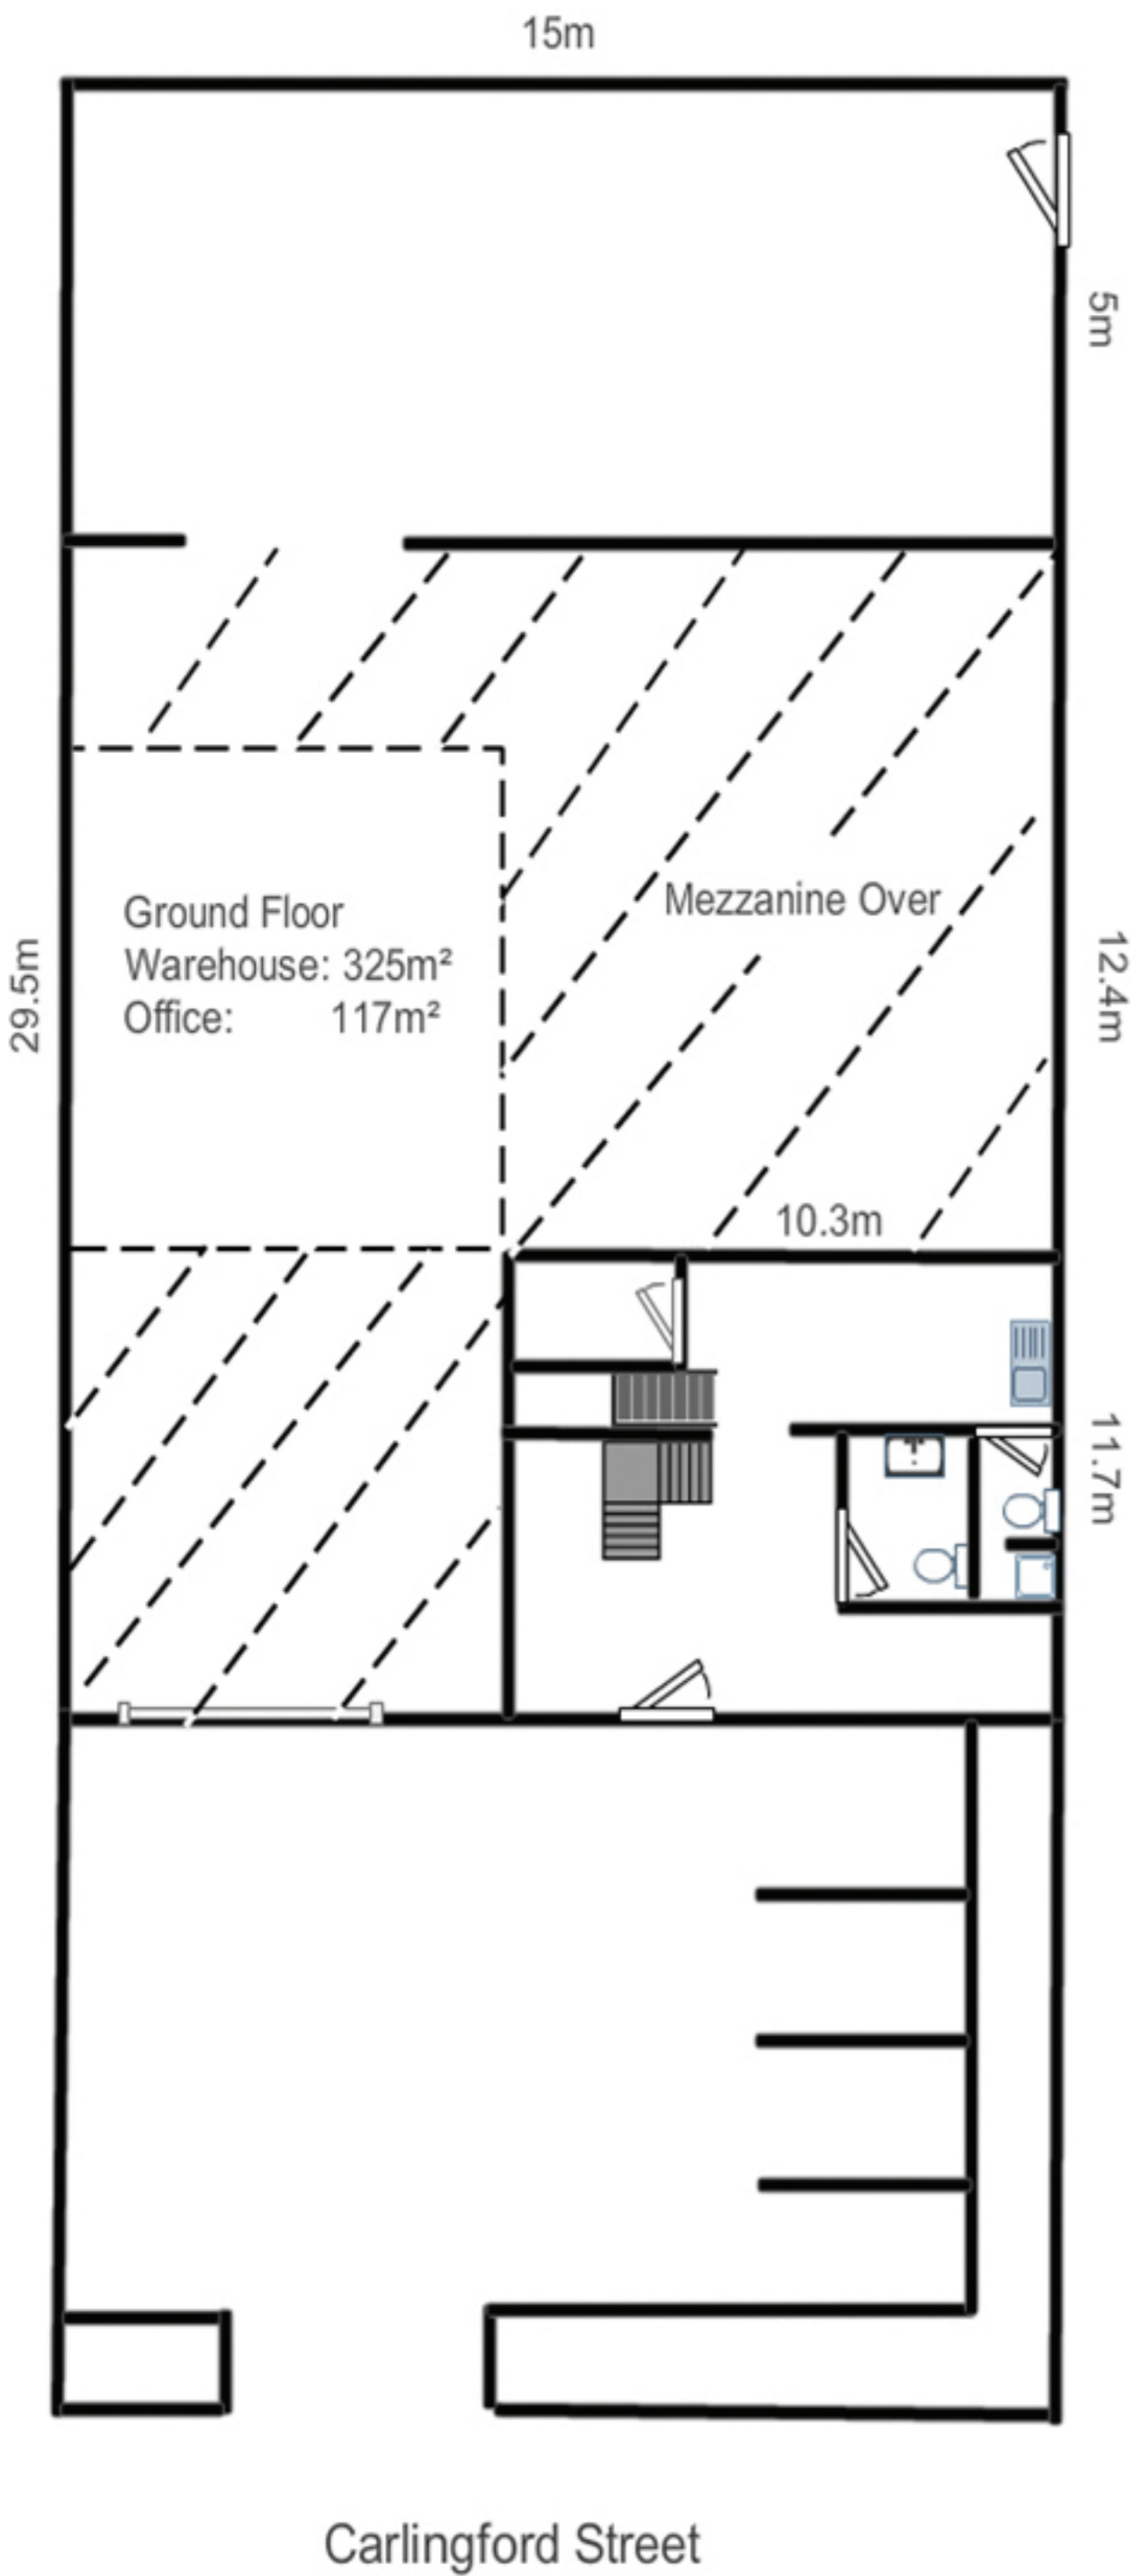 15m
5m
Ground Floor
Warehouse: 325m²
Office: 117m²
Mezzanine Over
29.5m
12.4m
10.3m
11.7m
Carlingford Street